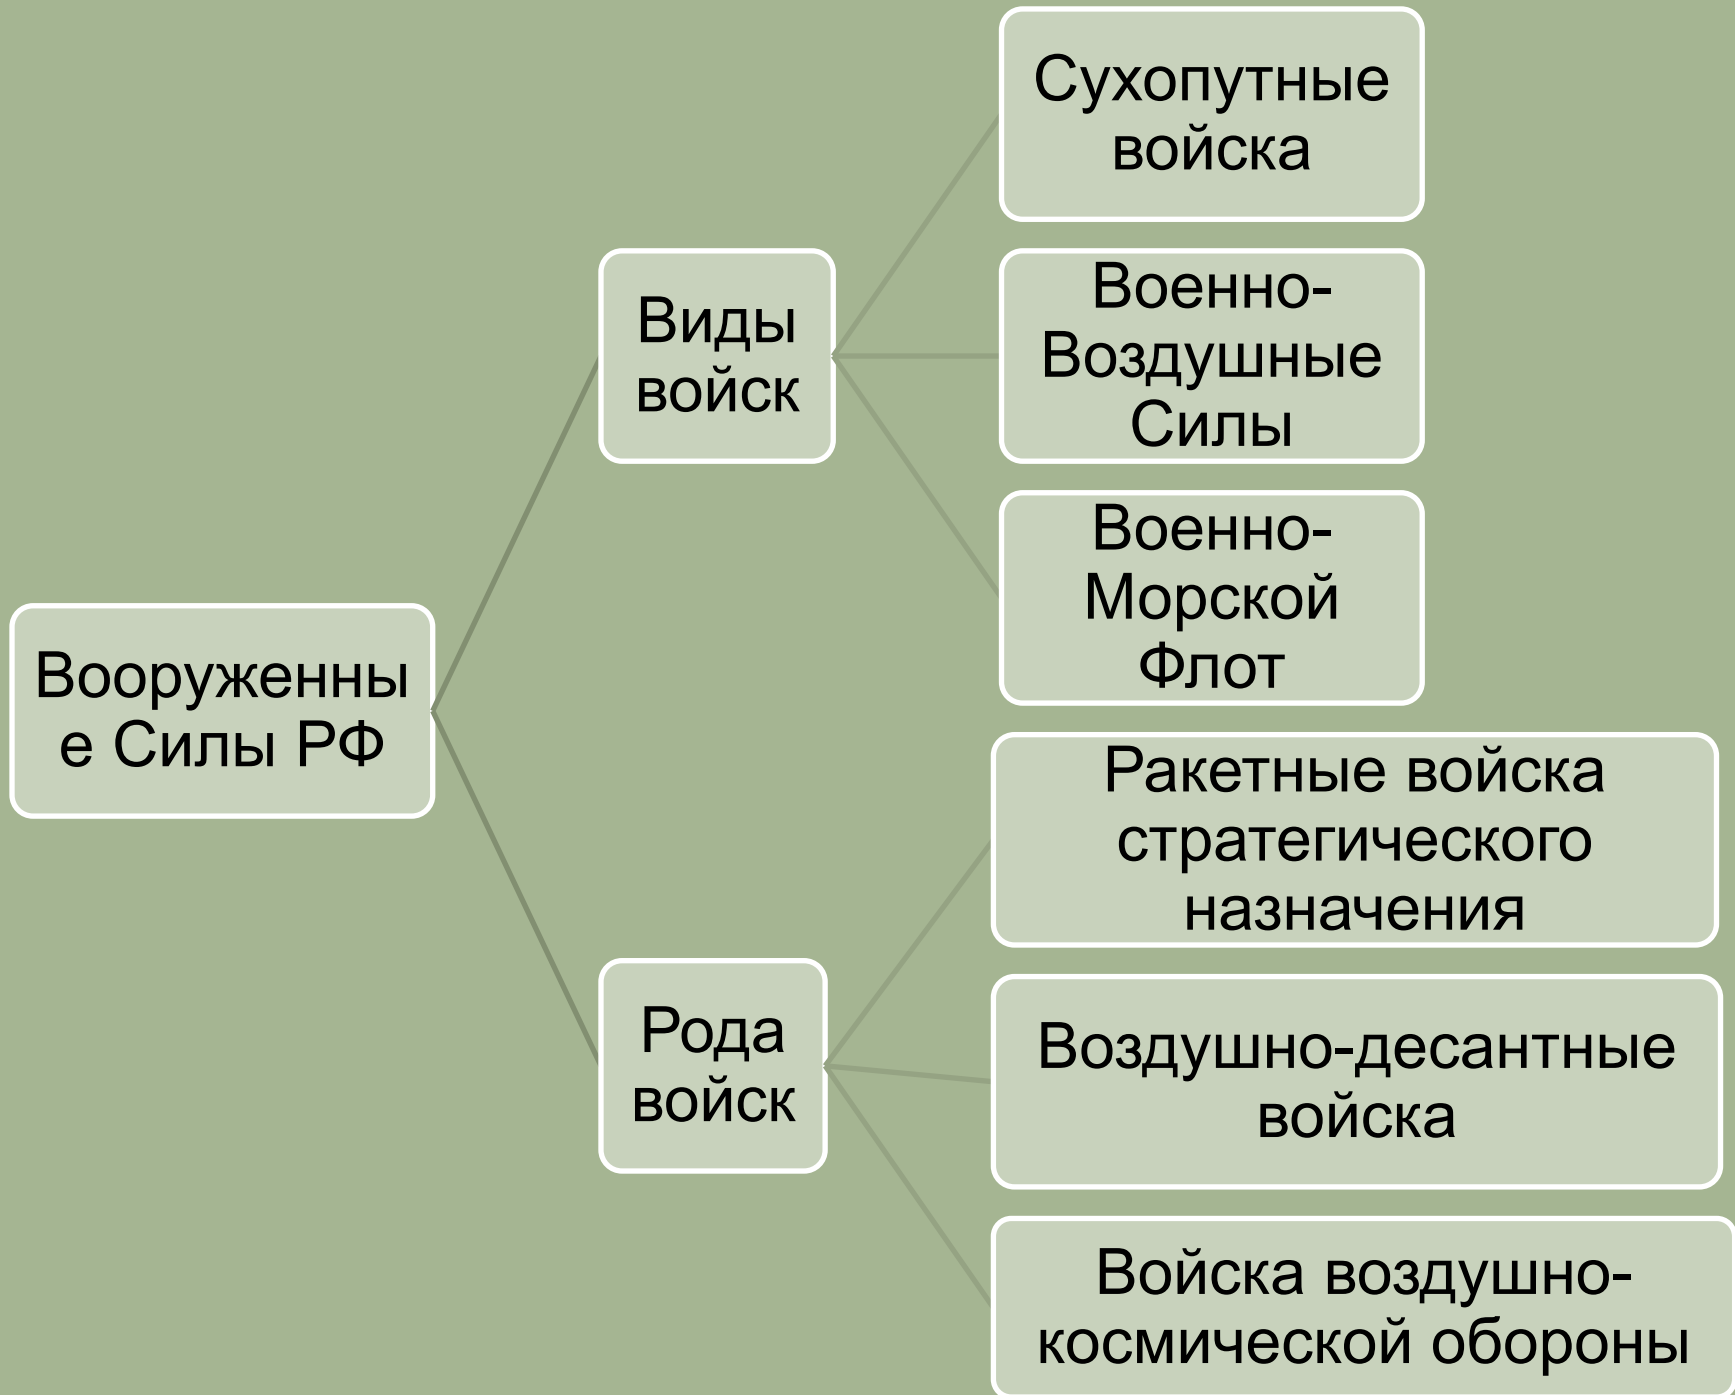 Вооруженны
е Силы РФ
Виды
войск
Сухопутные
войска
Военно-
Воздушные
Силы
Военно-
Морской
Флот
Рода
войск
Ракетные войска
стратегического
назначения
Воздушно-десантные
войска
Войска воздушно-
космической обороны